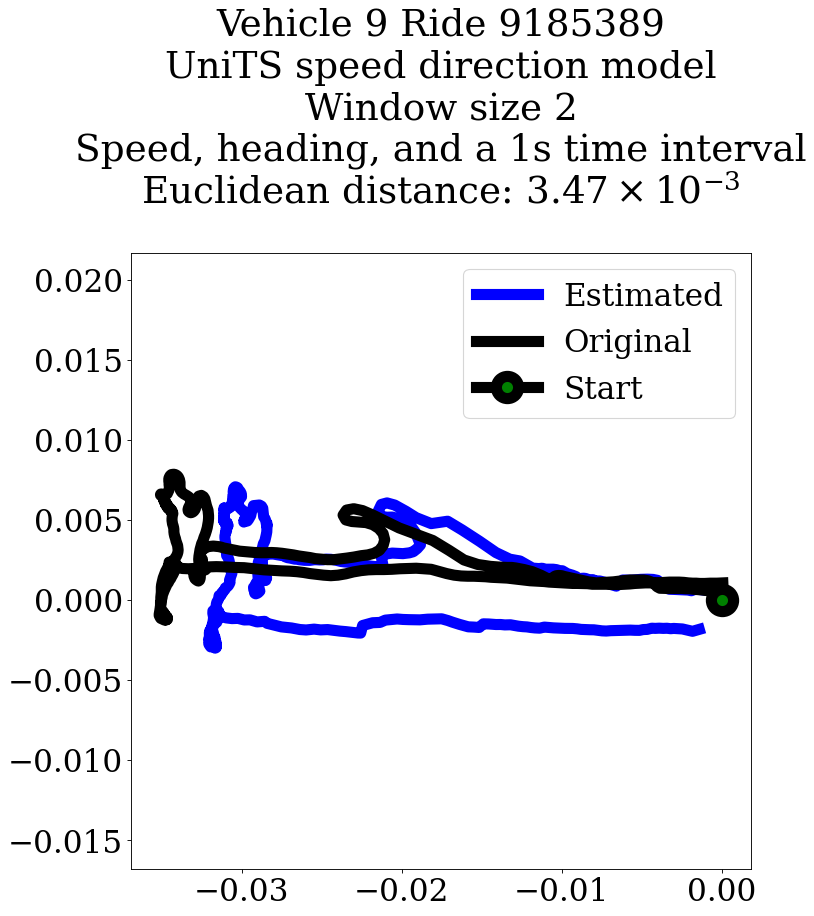 Vehicle 9 Ride 9185389
UniTS speed direction model
Window size 2
Speed, heading, and a 1s time interval
Euclidean distance: 3.47 × 10⁻³
Estimated
Original
Start
0.020
0.015
0.010
0.005
0.000
−0.005
−0.010
−0.015
−0.03 −0.02 −0.01 0.00